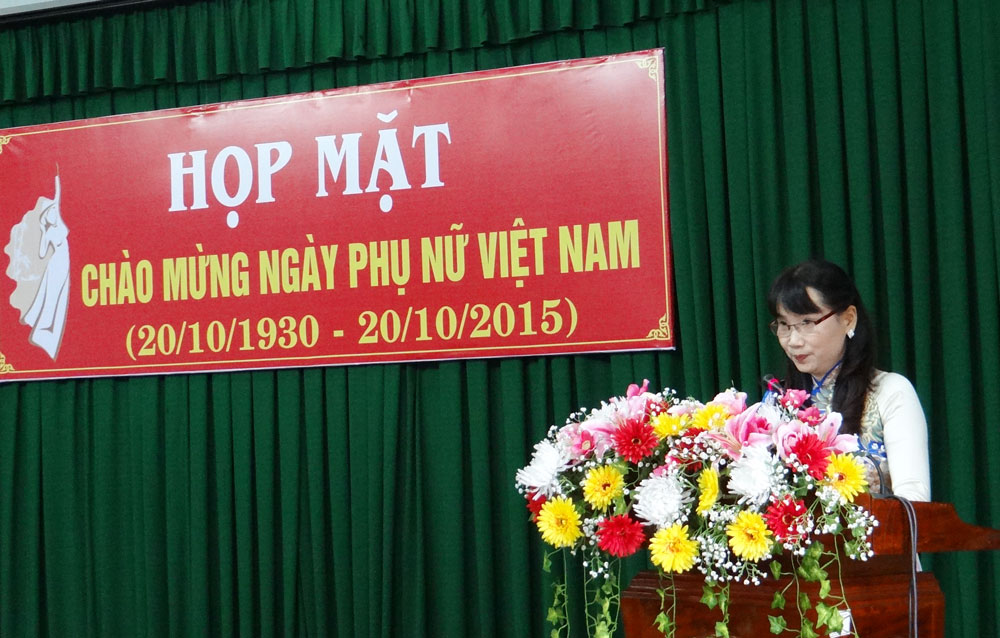 HỌP MẶT
CHÀO MỪNG NGÀY PHỤ NỮ VIỆT NAM
(20/10/1930 - 20/10/2015)